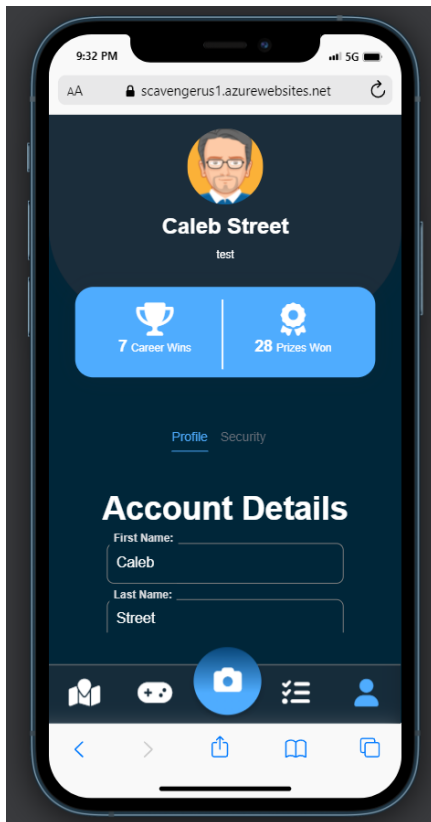 9:32 PM
5G
AA scavengerus1.azurewebsites.net
Caleb Street
test
7 Career Wins 28 Prizes Won
Profile Security
Account Details
First Name:
Caleb
Last Name:
Street